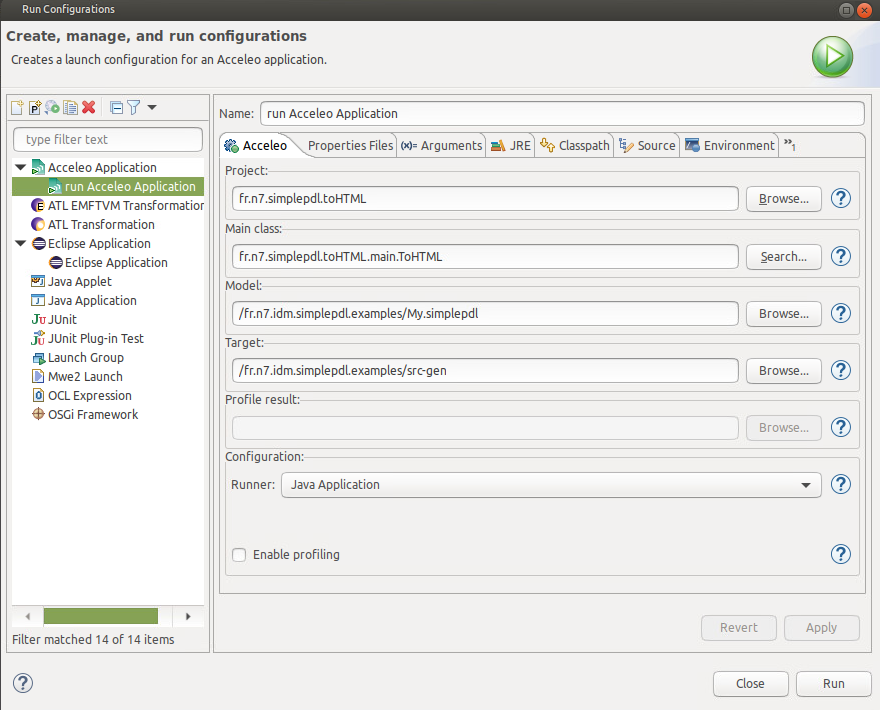 Run Configurations
Create, manage, and run configurations
Creates a launch configuration for an Acceleo application.
type filter text
Acceleo Application
run Acceleo Application
ATL EMFTVM Transformation
ATL Transformation
Eclipse Application
Eclipse Application
Java Applet
Java Application
JUnit
JUnit Plug-in Test
Launch Group
Mwe2 Launch
OCL Expression
OSGi Framework
Filter matched 14 of 14 items
Name: run Acceleo Application
Acceleo Properties Files (x)= Arguments JRE Classpath Source Environment »1
Project:
fr.n7.simplepdl.toHTML Browse...
Main class:
fr.n7.simplepdl.toHTML.main.ToHTML Search...
Model:
/fr.n7.idm.simplepdl.examples/My.simplepdl Browse...
Target:
/fr.n7.idm.simplepdl.examples/src-gen Browse...
Profile result:
Browse...
Configuration:
Runner: Java Application
Enable profiling
Revert Apply
Close Run